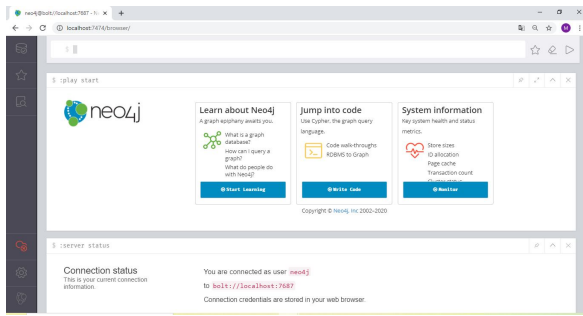 neo4j@bolt://localhost:7687 - Ne
localhost:7474/browser/
M
$
$ :play start
neo4j
Learn about Neo4j
A graph epiphany awaits you.
What is a graph
database?
How can I query a
graph?
What do people do
with Neo4j?
Start Learning
Jump into code
Use Cypher, the graph query
language.
Code walk-throughs
RDBMS to Graph
Write Code
System information
Key system health and status
metrics.
Store sizes
ID allocation
Page cache
Transaction count
Cluster status
Monitor
Copyright © Neo4j, Inc 2002–2020
$ :server status
Connection status
This is your current connection
information.
You are connected as user neo4j
to bolt://localhost:7687
Connection credentials are stored in your web browser.